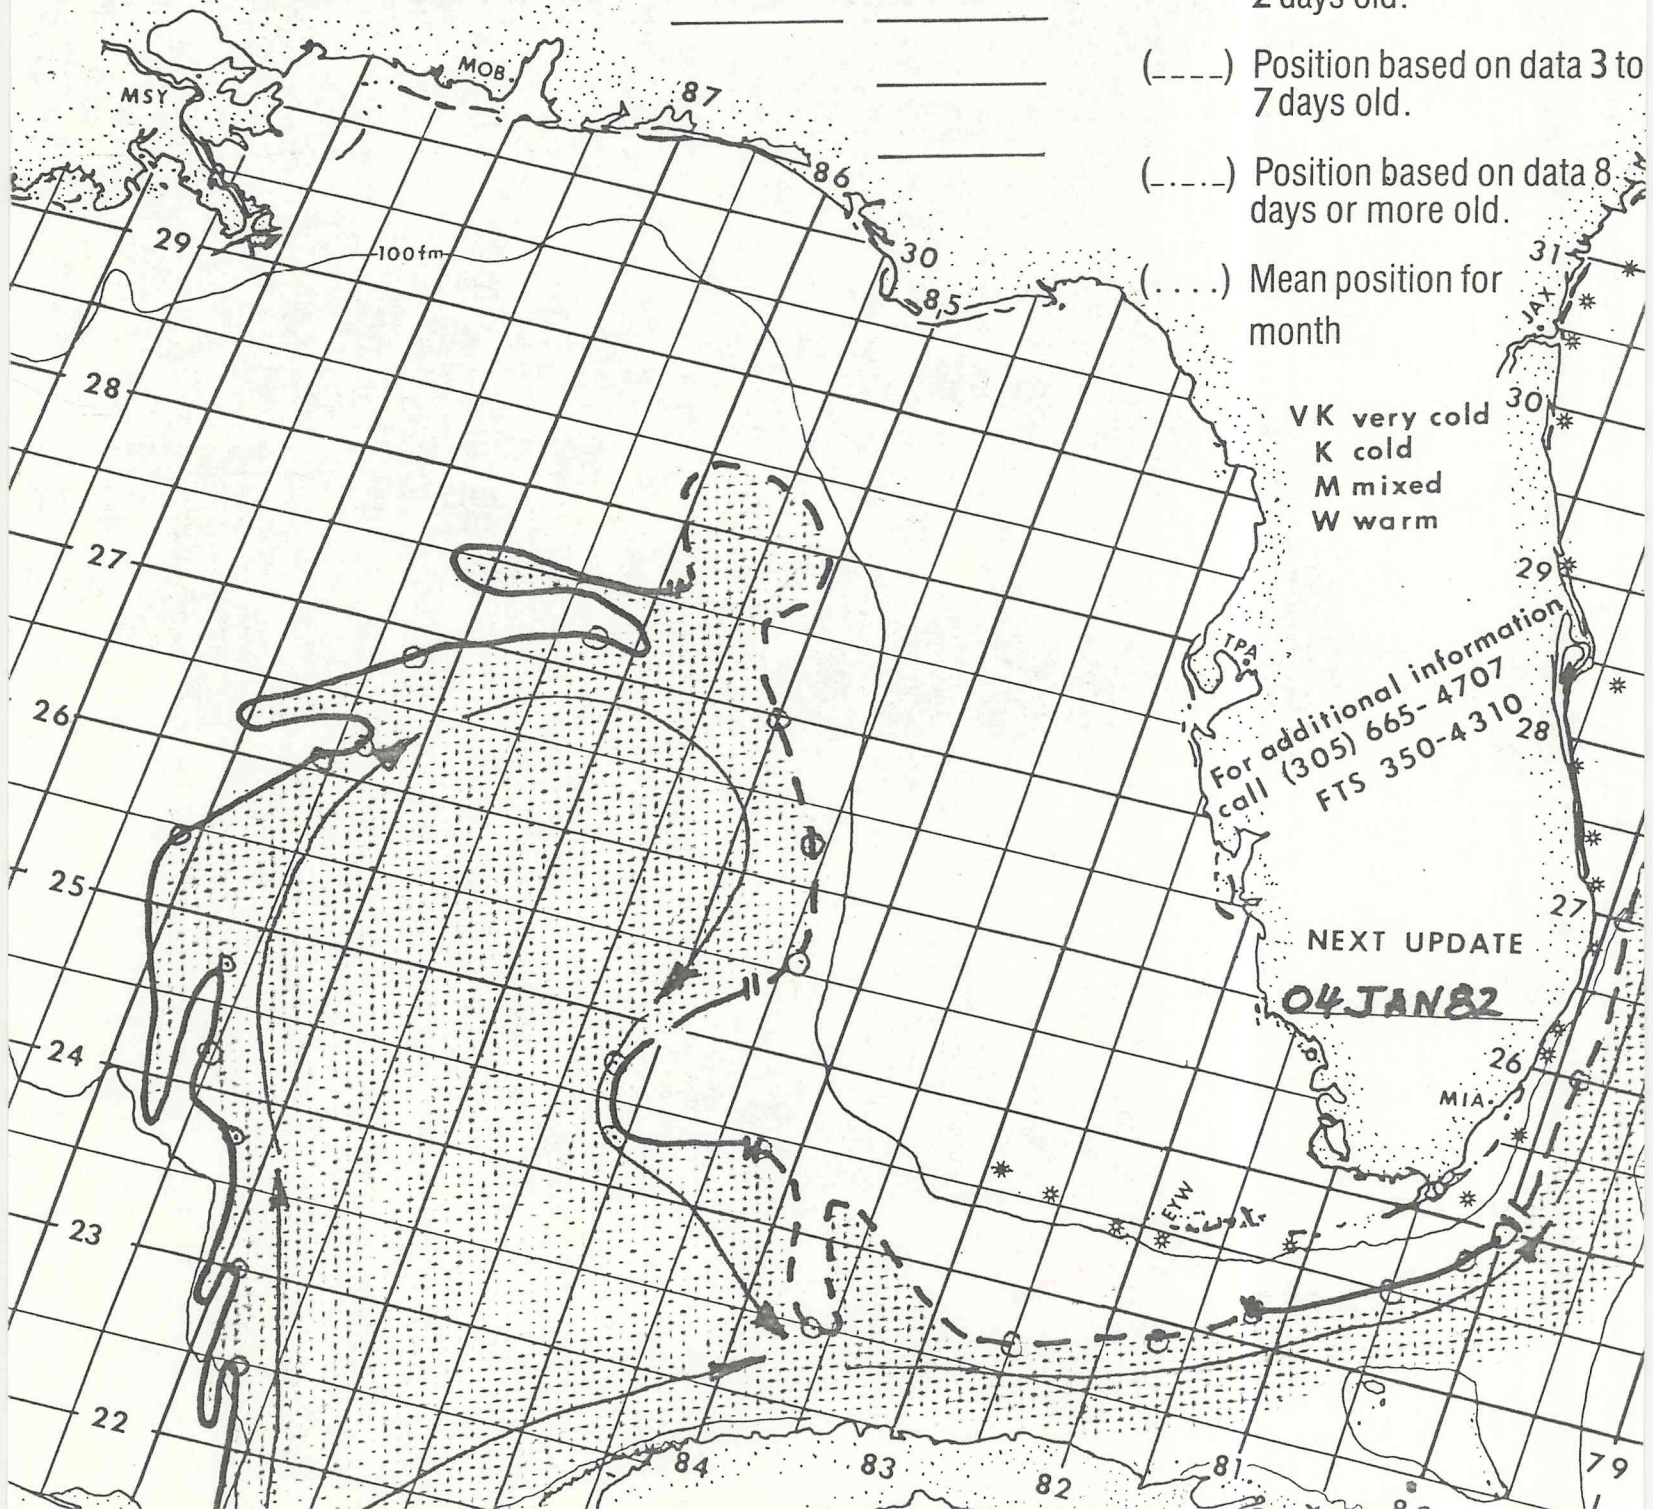 2 days old.
(____) Position based on data 3 to
7 days old.
(_._._) Position based on data 8
days or more old.
(....) Mean position for
month
VK very cold
K cold
M mixed
W warm
For additional information
call (305) 665-4707
FTS 350-4310
NEXT UPDATE
04 JAN 82
MSY
MOB.
87
86
30
85
100fm
29
28
27
26
25
24
23
22
31
JAX
30
29
28
27
26
TPA
MIA.
EYW
84
83
82
81
79